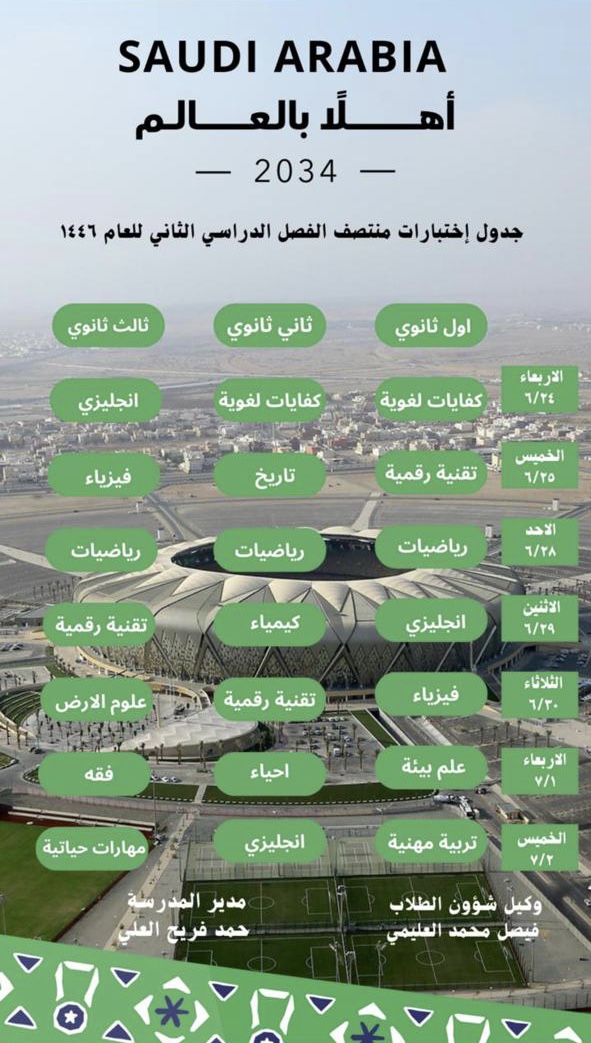 SAUDI ARABIA
أهــــــلًا بالعــــالـم
— 2034 —
جدول إختبارات منتصف الفصل الدراسي الثاني للعام ١٤٤٦
اول ثانوي ثاني ثانوي ثالث ثانوي
الاربعاء ٦/٢٤ كفايات لغوية كفايات لغوية انجليزي
الخميس ٦/٢٥ تقنية رقمية تاريخ فيزياء
الاحد ٦/٢٨ رياضيات رياضيات رياضيات
الاثنين ٦/٢٩ انجليزي كيمياء تقنية رقمية
الثلاثاء ٦/٣٠ فيزياء تقنية رقمية علوم الارض
الاربعاء ٧/١ علم بيئة احياء فقه
الخميس ٧/٢ تربية مهنية انجليزي مهارات حياتية
وكيل شؤون الطلاب مدير المدرسة
فيصل محمد العليمي حمد فريح العلي